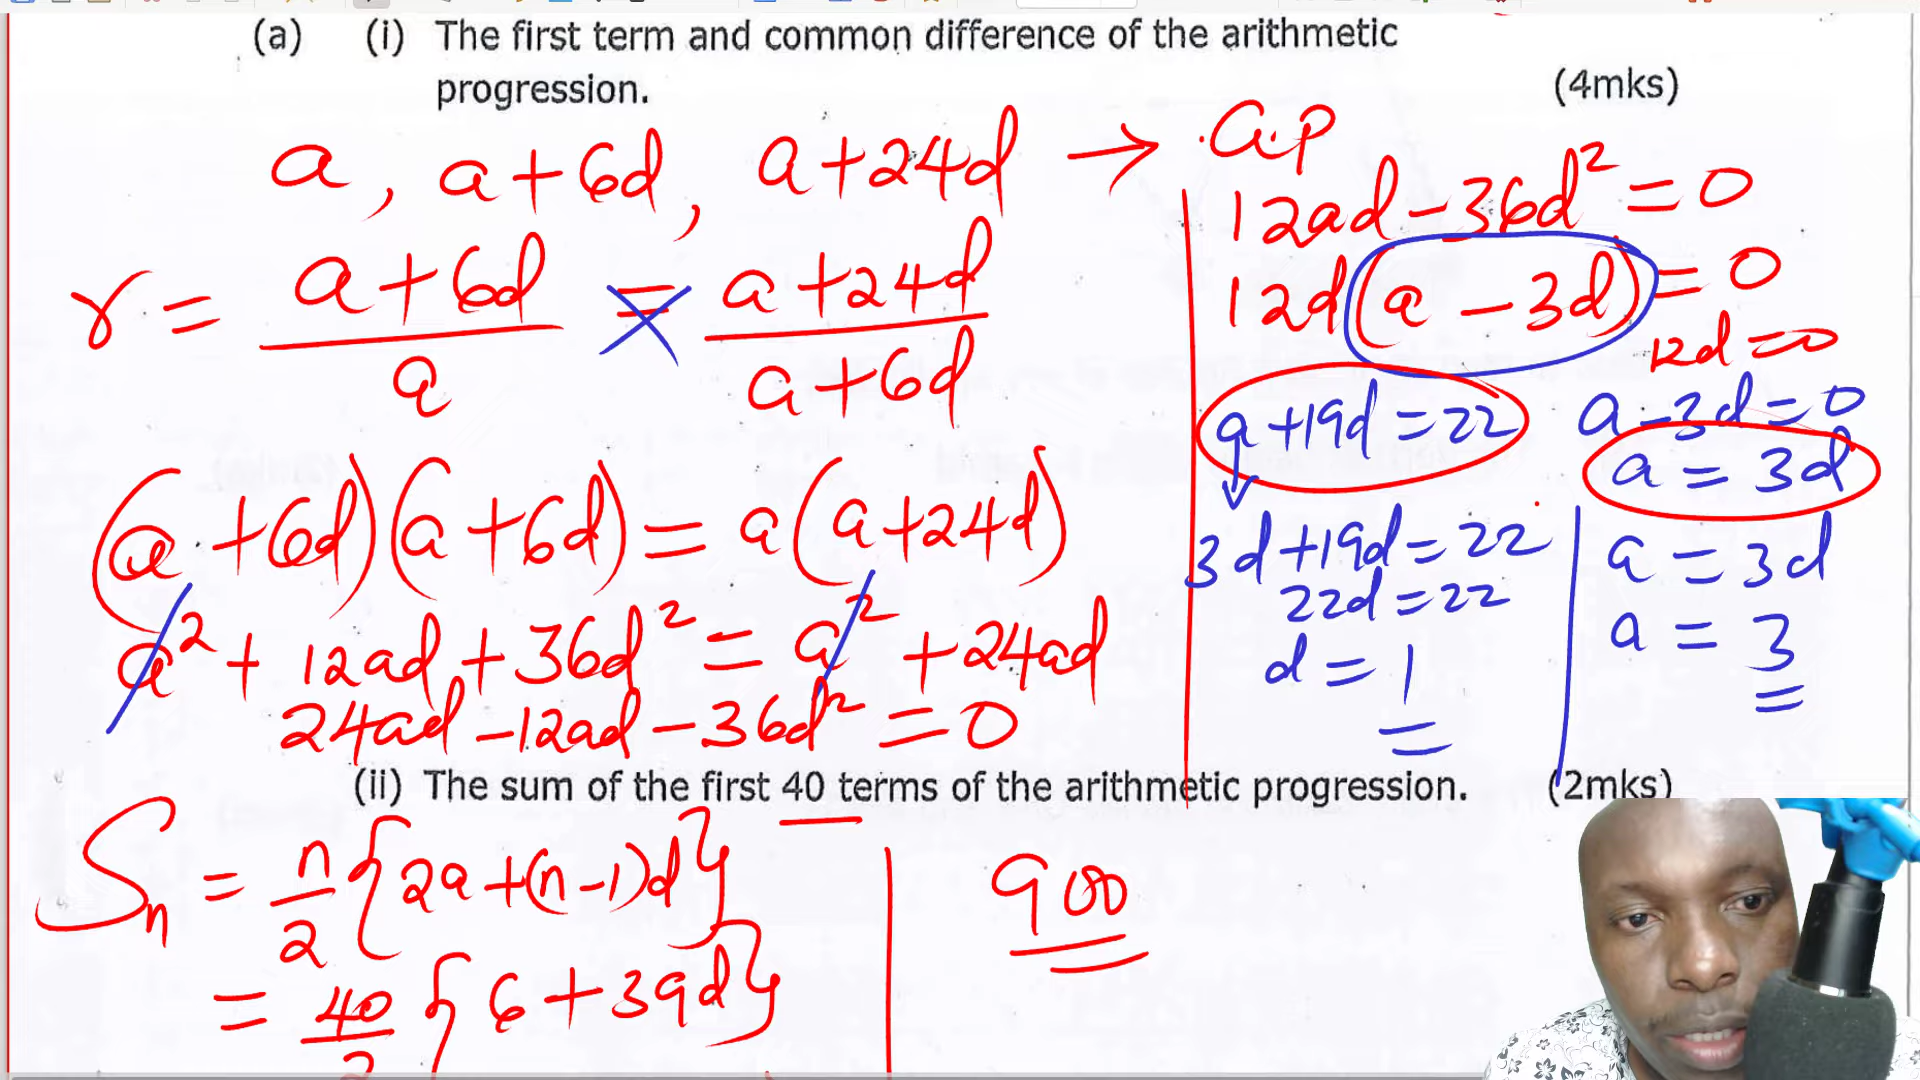 (a) (i) The first term and common difference of the arithmetic
progression. (4mks)
a, a+6d, a+24d → a.p
r = a+6d/a = a+24d/a+6d
(a+6d)(a+6d) = a(a+24d)
a² + 12ad + 36d² = a² + 24ad
24ad - 12ad - 36d² = 0
12ad - 36d² = 0
12d(a - 3d) = 0
12d = 0
a + 19d = 22
a - 3d = 0
a = 3d
3d + 19d = 22
22d = 22
d = 1
a = 3d
a = 3
(ii) The sum of the first 40 terms of the arithmetic progression. (2mks)
Sn = n/2 {2a + (n-1)d}
= 40/2 {6 + 39d}
900